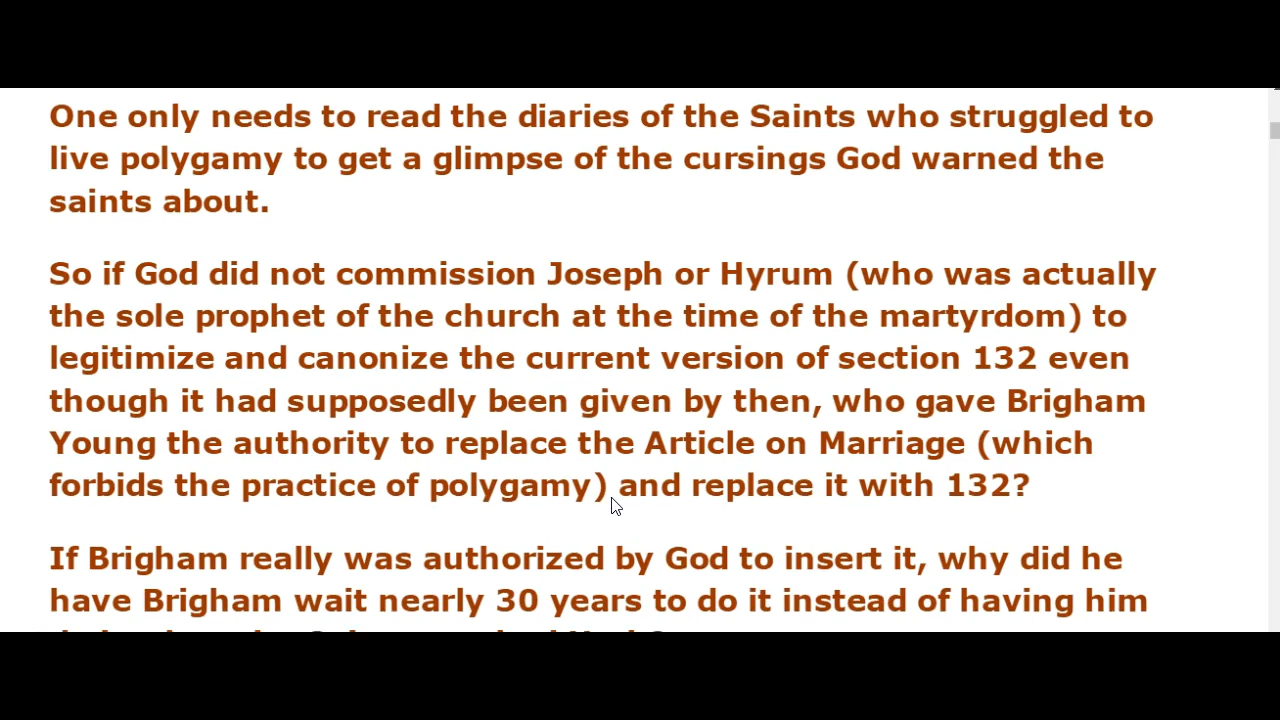 One only needs to read the diaries of the Saints who struggled to
live polygamy to get a glimpse of the cursings God warned the
saints about.
So if God did not commission Joseph or Hyrum (who was actually
the sole prophet of the church at the time of the martyrdom) to
legitimize and canonize the current version of section 132 even
though it had supposedly been given by then, who gave Brigham
Young the authority to replace the Article on Marriage (which
forbids the practice of polygamy) and replace it with 132?
If Brigham really was authorized by God to insert it, why did he
have Brigham wait nearly 30 years to do it instead of having him